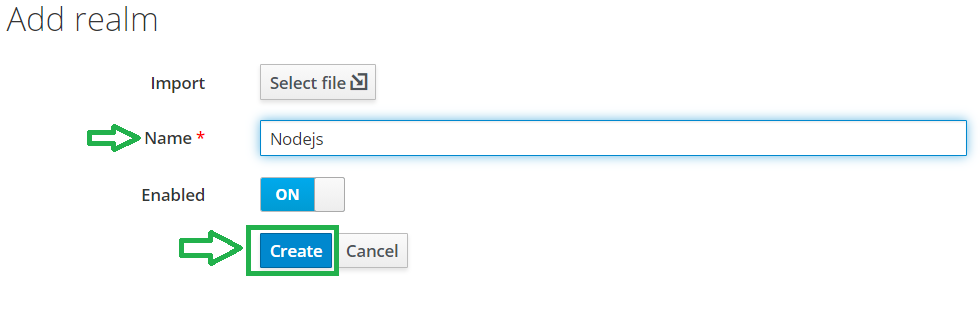 Add realm
Import Select file
Name * Nodejs
Enabled ON
Create Cancel